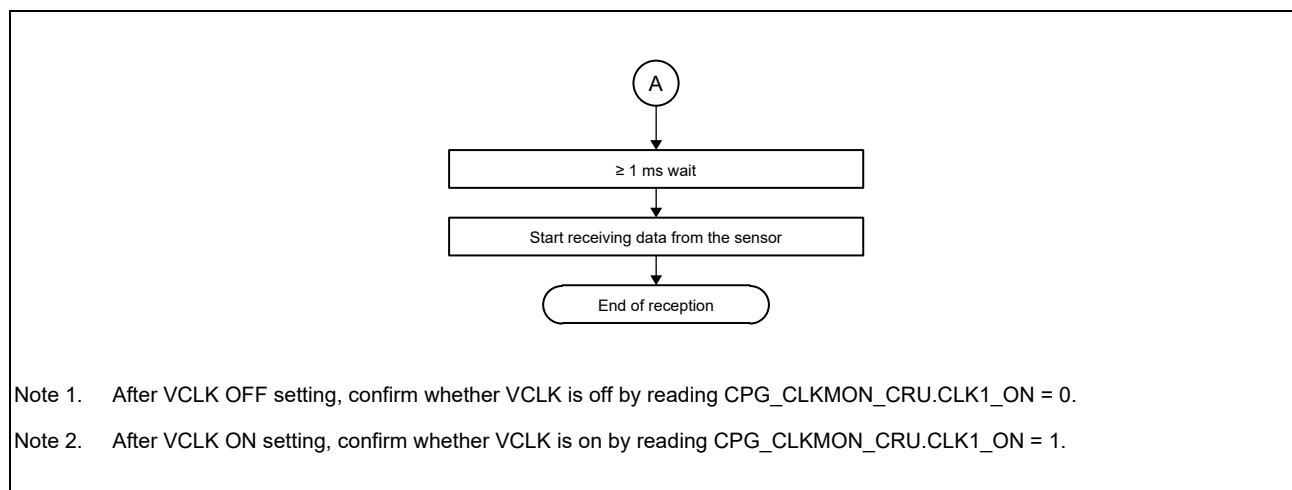 A
≥ 1 ms wait
Start receiving data from the sensor
End of reception
Note 1. After VCLK OFF setting, confirm whether VCLK is off by reading CPG_CLKMON_CRU.CLK1_ON = 0.
Note 2. After VCLK ON setting, confirm whether VCLK is on by reading CPG_CLKMON_CRU.CLK1_ON = 1.